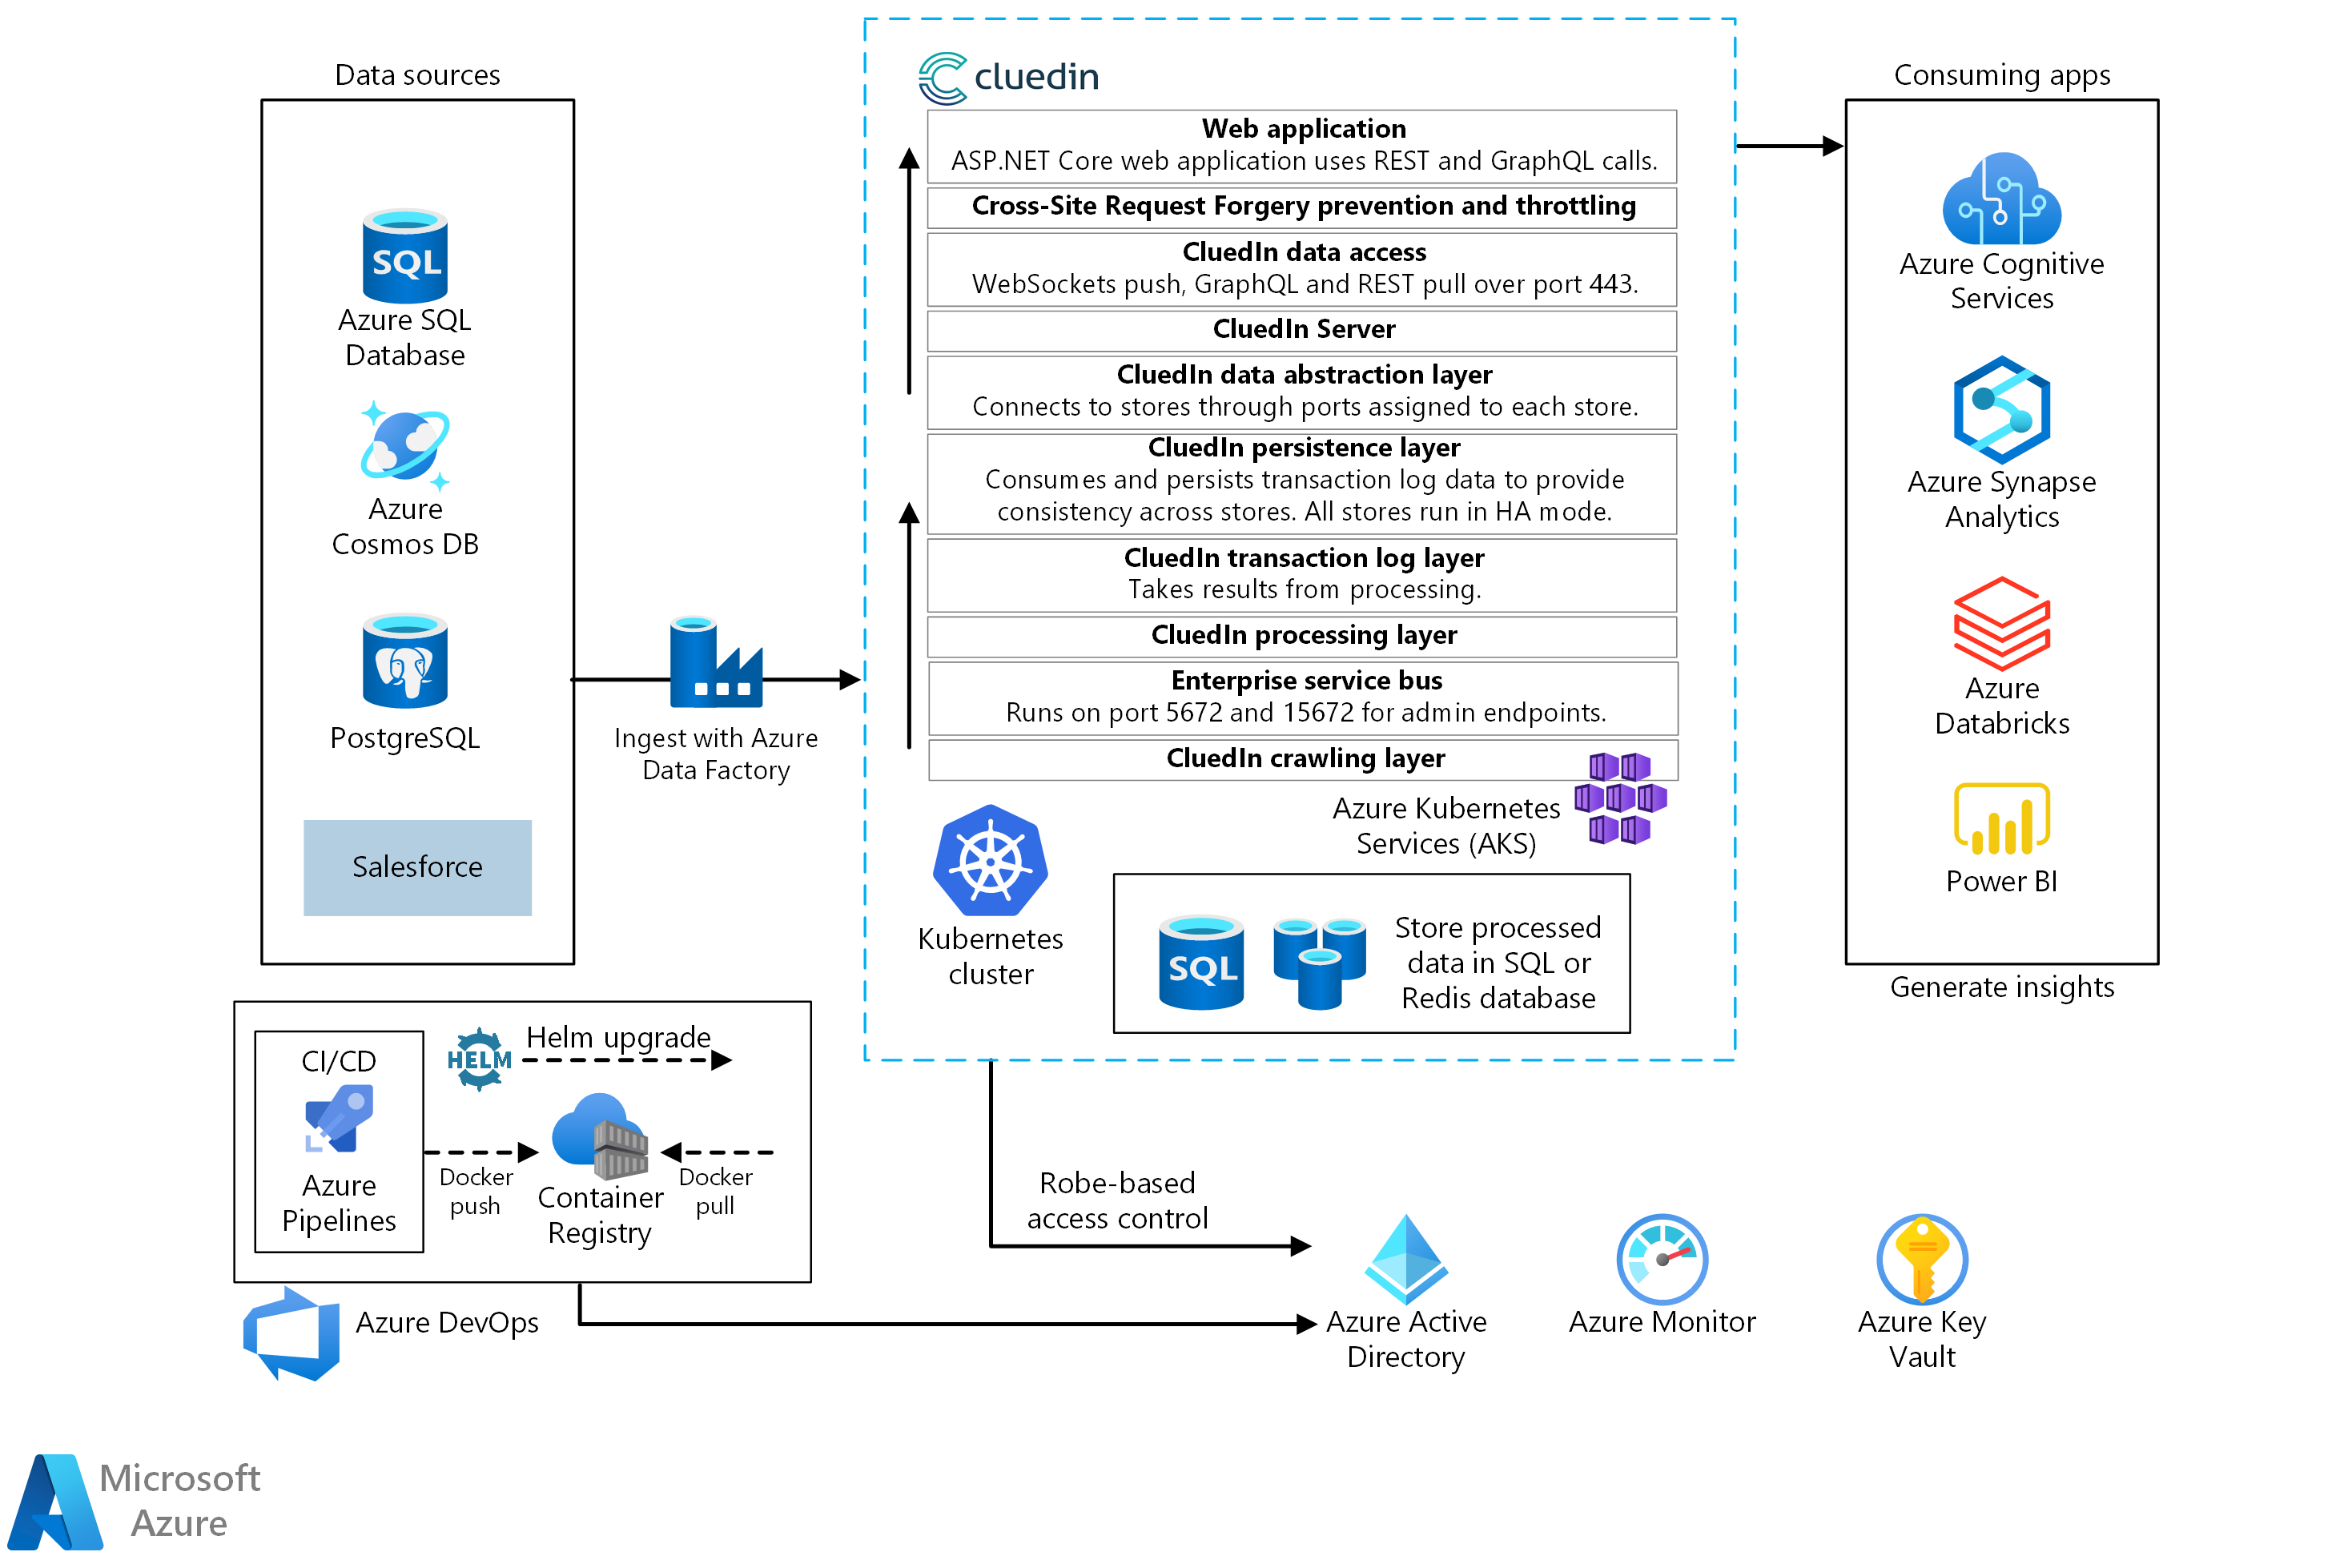 Data sources
SQL
Azure SQL
Database
Azure
Cosmos DB
PostgreSQL
Salesforce
Ingest with Azure
Data Factory
cluedin
Web application
ASP.NET Core web application uses REST and GraphQL calls.
Cross-Site Request Forgery prevention and throttling
CluedIn data access
WebSockets push, GraphQL and REST pull over port 443.
CluedIn Server
CluedIn data abstraction layer
Connects to stores through ports assigned to each store.
CluedIn persistence layer
Consumes and persists transaction log data to provide
consistency across stores. All stores run in HA mode.
CluedIn transaction log layer
Takes results from processing.
CluedIn processing layer
Enterprise service bus
Runs on port 5672 and 15672 for admin endpoints.
CluedIn crawling layer
Azure Kubernetes
Services (AKS)
Kubernetes
cluster
SQL
Store processed
data in SQL or
Redis database
Consuming apps
Azure Cognitive
Services
Azure Synapse
Analytics
Azure
Databricks
Power BI
Generate insights
CI/CD
Azure
Pipelines
HELM
Helm upgrade
Docker
push
Container
Registry
Docker
pull
Azure DevOps
Robe-based
access control
Azure Active
Directory
Azure Monitor
Azure Key
Vault
Microsoft
Azure